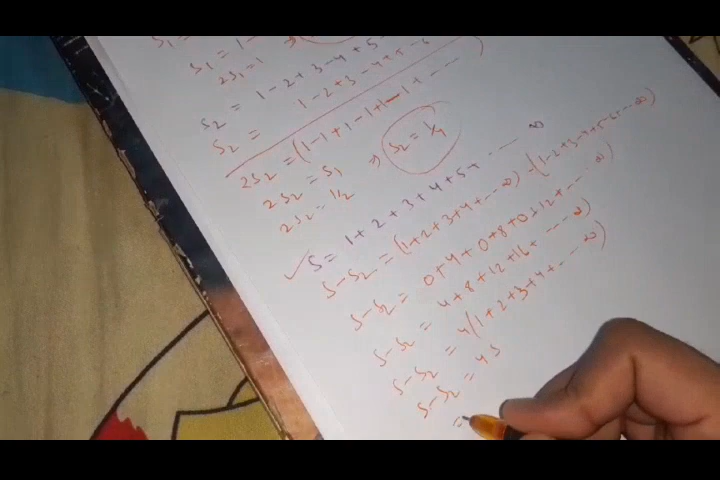 S₁ =
S₁ = 1-
2S₁ = 1
S₂ = 1-2+3-4+5-
S₂ = 1-2+3-4+5-6
2S₂ = (1-1+1-1+1-1+ ...
2S₂ = S₁
2S₂ = 1/2 ⇒ S₂ = 1/4
✓ S = 1+2+3+4+5+ ... ∞
S-S₂ = (1+2+3+4+... ∞) - (1-2+3-4+5-6+... ∞)
S-S₂ = 0+4+0+8+0+12+... ∞)
S-S₂ = 4+8+12+16+ ... ∞)
S-S₂ = 4(1+2+3+4+... ∞)
S-S₂ = 4S
=